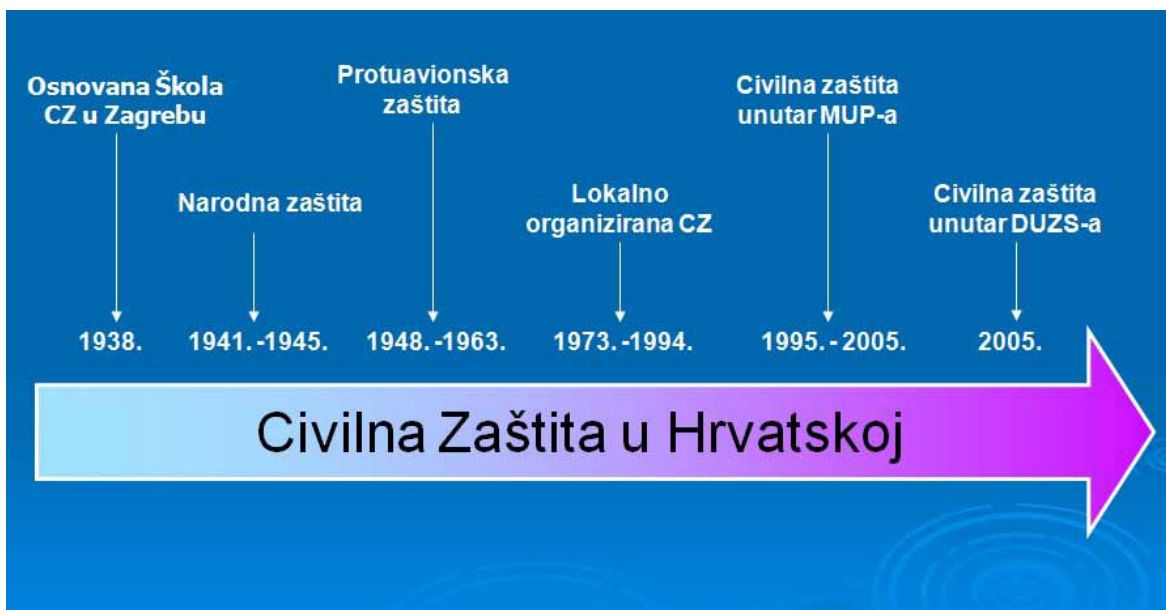 Osnovana Škola
CZ u Zagrebu
Protuavionska
zaštita
Civilna zaštita
unutar MUP-a
Narodna zaštita
Lokalno
organizirana CZ
Civilna zaštita
unutar DUZS-a
1938.
1941.-1945.
1948.-1963.
1973.-1994.
1995.- 2005.
2005.
Civilna Zaštita u Hrvatskoj